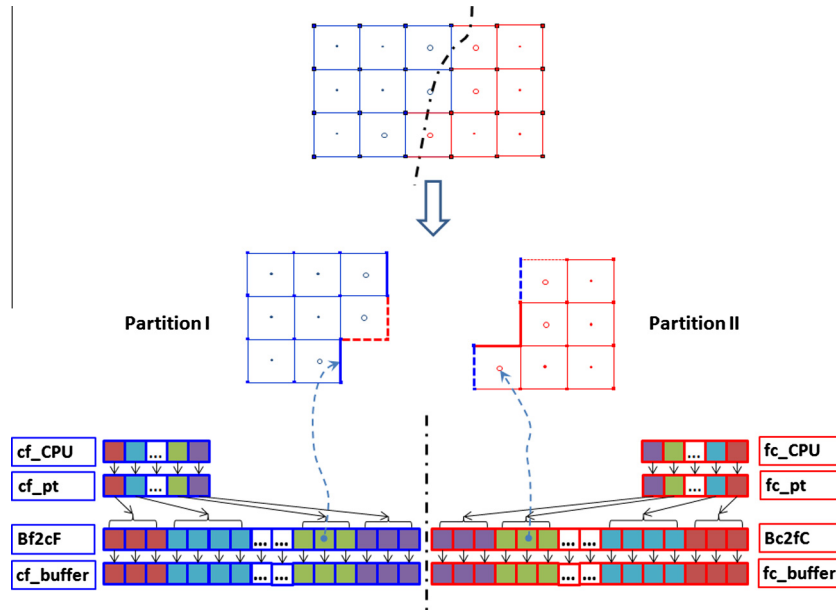 Partition I
Partition II
cf_CPU
...
...
fc_CPU
cf_pt
...
...
fc_pt
Bf2cF
... ...
... ...
Bc2fC
cf_buffer
... ...
... ...
fc_buffer